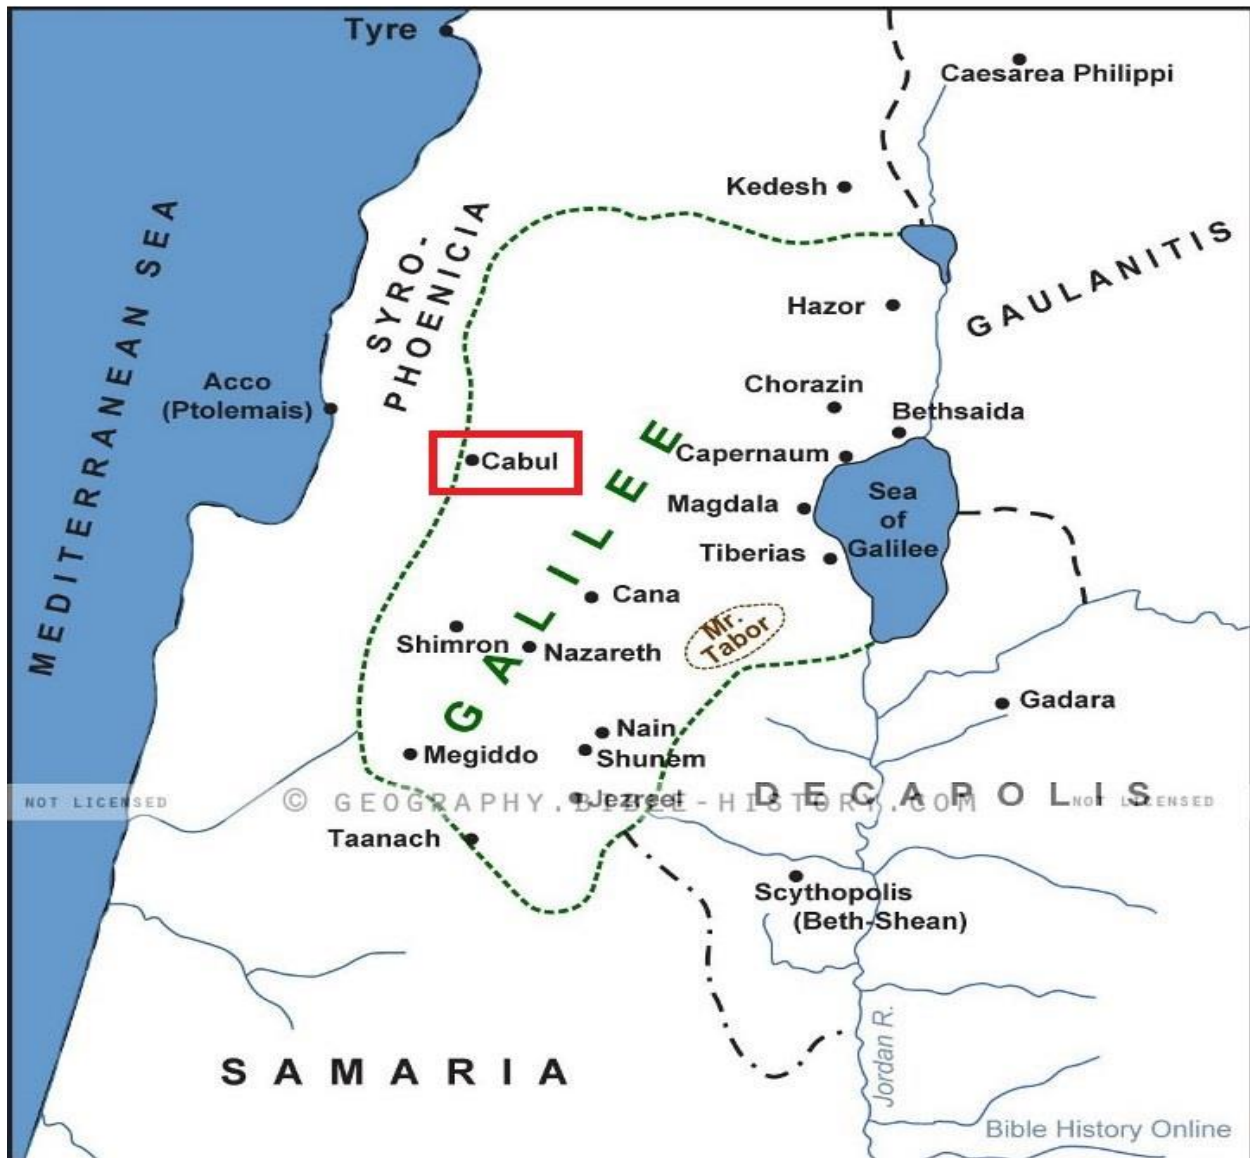 Tyre
Caesarea Philippi
Kedesh
MEDITERRANEAN SEA
SYRO-
PHOENICIA
GAULANITIS
Hazor
Acco
(Ptolemais)
Chorazin
Bethsaida
Cabul
Capernaum
GALILEE
Magdala
Sea
of
Galilee
Tiberias
Cana
Mr.
Tabor
Shimron
Nazareth
Gadara
Nain
Megiddo
Shunem
Jezreel
DECAPOLIS
NOT LICENSED
© GEOGRAPHY.BIBLE-HISTORY.COM
NOT LICENSED
Taanach
Scythopolis
(Beth-Shean)
SAMARIA
Jordan R.
Bible History Online